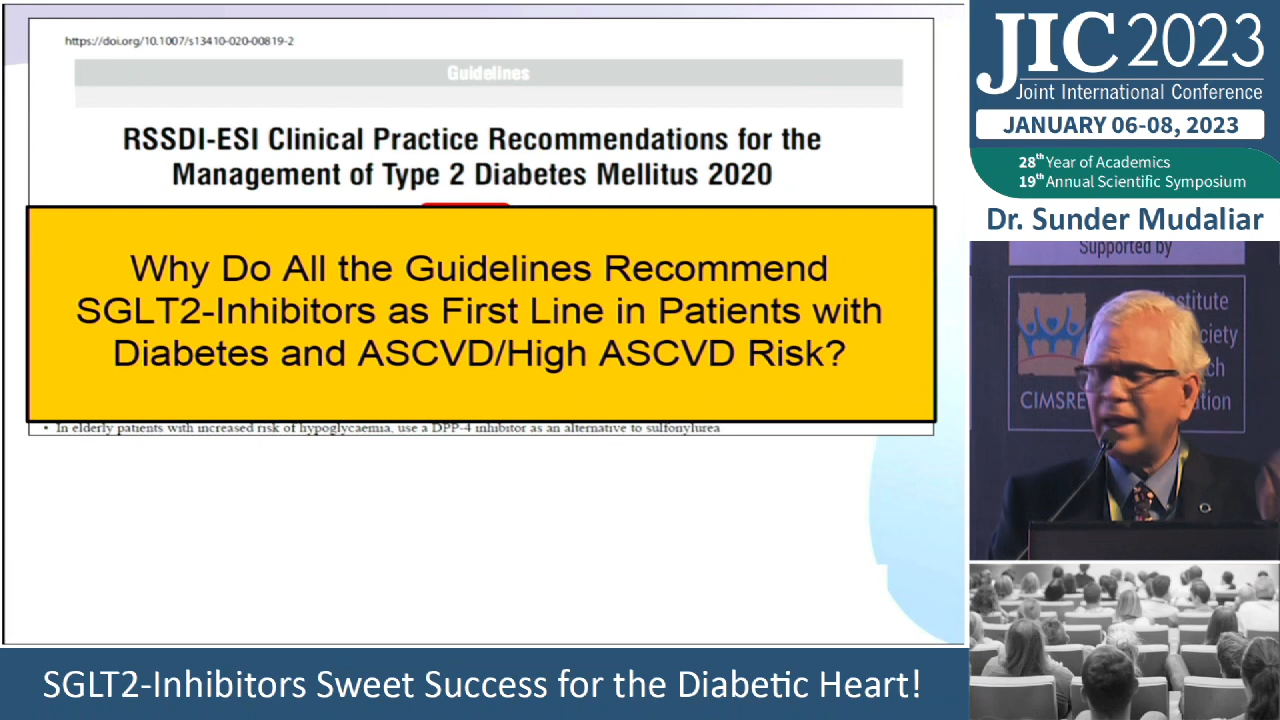 https://doi.org/10.1007/s13410-020-00819-2
Guidelines
RSSDI-ESI Clinical Practice Recommendations for the
Management of Type 2 Diabetes Mellitus 2020
Why Do All the Guidelines Recommend
SGLT2-Inhibitors as First Line in Patients with
Diabetes and ASCVD/High ASCVD Risk?
• In elderly patients with increased risk of hypoglycaemia, use a DPP-4 inhibitor as an alternative to sulfonylurea
SGLT2-Inhibitors Sweet Success for the Diabetic Heart!
JIC 2023
Joint International Conference
JANUARY 06-08, 2023
28th Year of Academics
19th Annual Scientific Symposium
Dr. Sunder Mudaliar
Supported by
CIMSRE